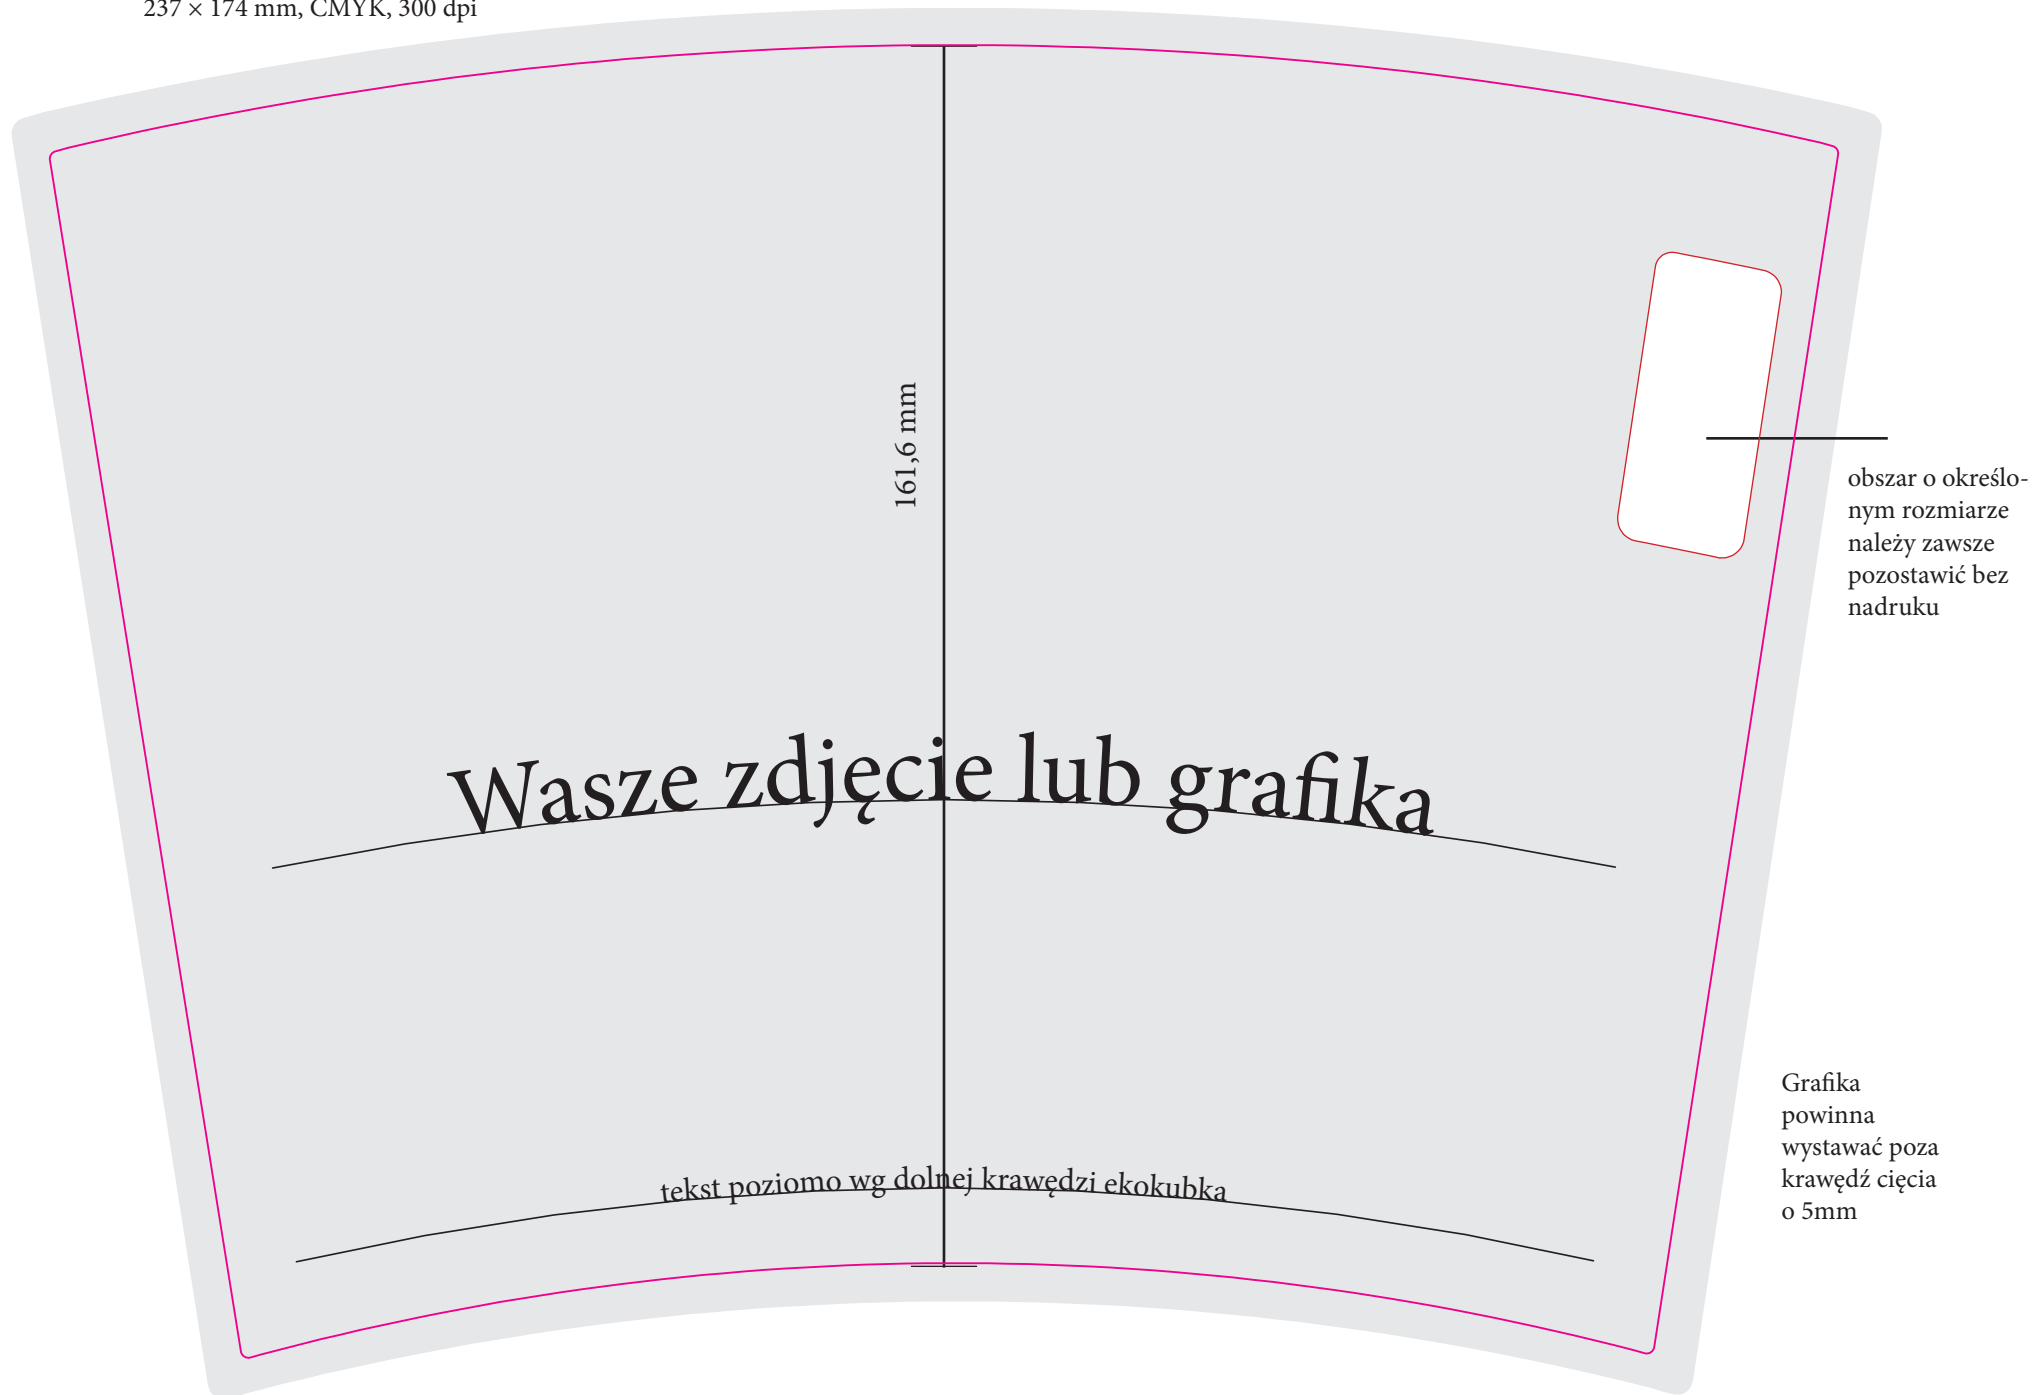 237 × 174 mm, CMYK, 300 dpi
161,6 mm
obszar o określo-
nym rozmiarze
należy zawsze
pozostawić bez
nadruku
Wasze zdjęcie lub grafika
Grafika
powinna
wystawać poza
krawędź cięcia
o 5mm
tekst poziomo wg dolnej krawędzi ekokubka